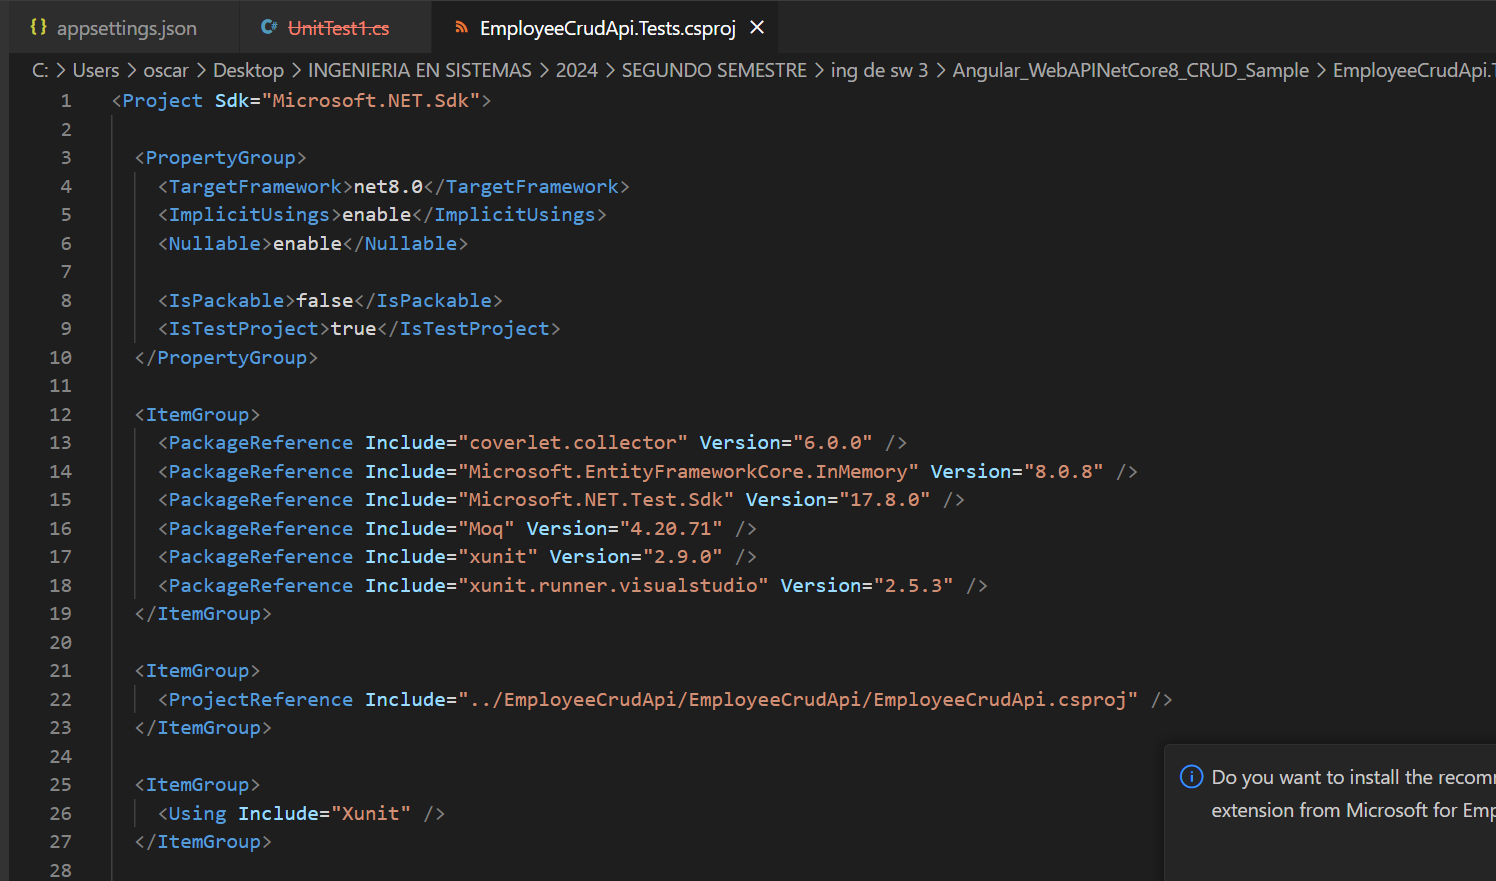 {} appsettings.json
C# UnitTest1.cs
EmployeeCrudApi.Tests.csproj
C: > Users > oscar > Desktop > INGENIERIA EN SISTEMAS > 2024 > SEGUNDO SEMESTRE > ing de sw 3 > Angular_WebAPINetCore8_CRUD_Sample > EmployeeCrudApi.
1 <Project Sdk="Microsoft.NET.Sdk">
2
3 <PropertyGroup>
4 <TargetFramework>net8.0</TargetFramework>
5 <ImplicitUsings>enable</ImplicitUsings>
6 <Nullable>enable</Nullable>
7
8 <IsPackable>false</IsPackable>
9 <IsTestProject>true</IsTestProject>
10 </PropertyGroup>
11
12 <ItemGroup>
13 <PackageReference Include="coverlet.collector" Version="6.0.0" />
14 <PackageReference Include="Microsoft.EntityFrameworkCore.InMemory" Version="8.0.8" />
15 <PackageReference Include="Microsoft.NET.Test.Sdk" Version="17.8.0" />
16 <PackageReference Include="Moq" Version="4.20.71" />
17 <PackageReference Include="xunit" Version="2.9.0" />
18 <PackageReference Include="xunit.runner.visualstudio" Version="2.5.3" />
19 </ItemGroup>
20
21 <ItemGroup>
22 <ProjectReference Include="../EmployeeCrudApi/EmployeeCrudApi/EmployeeCrudApi.csproj" />
23 </ItemGroup>
24
25 <ItemGroup>
26 <Using Include="Xunit" />
27 </ItemGroup>
28
Do you want to install the recom
extension from Microsoft for Emp